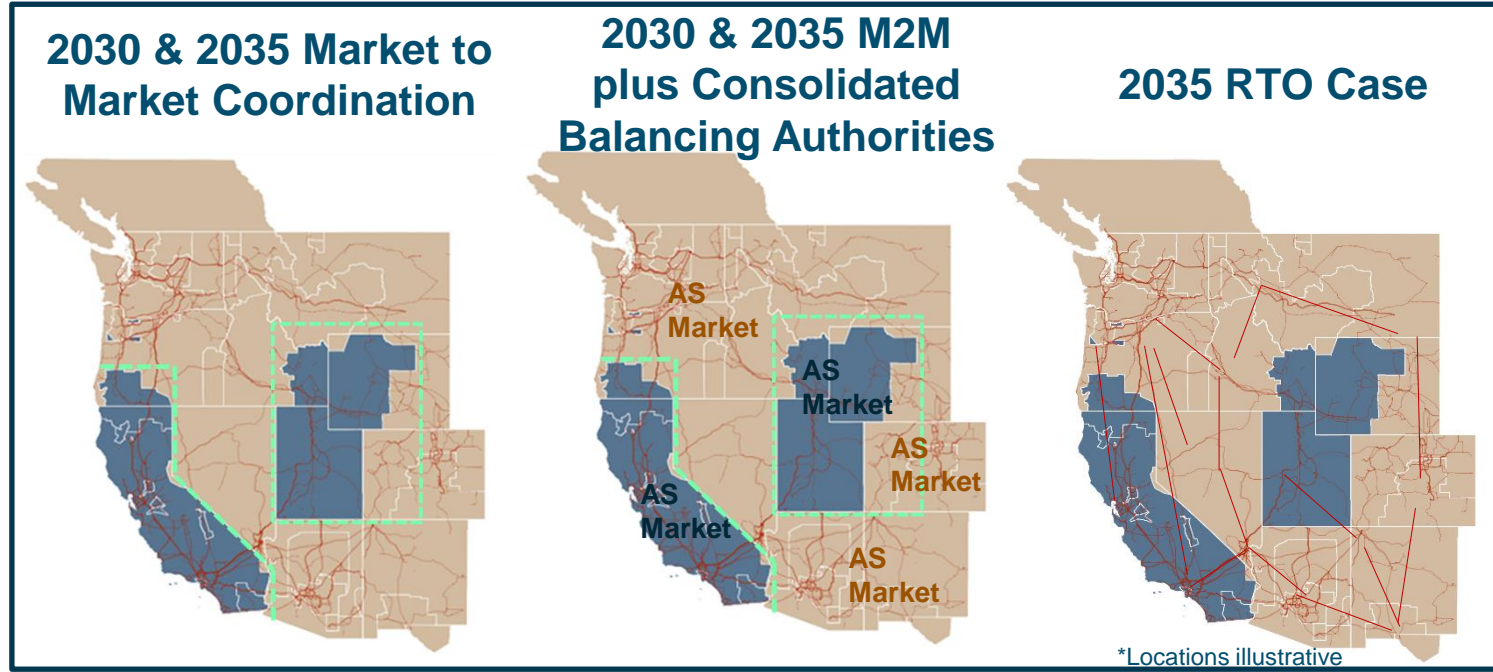 2030 & 2035 Market to
Market Coordination
2030 & 2035 M2M
plus Consolidated
Balancing Authorities
2035 RTO Case
AS
Market
AS
Market
AS
Market
AS
Market
AS
Market
*Locations illustrative